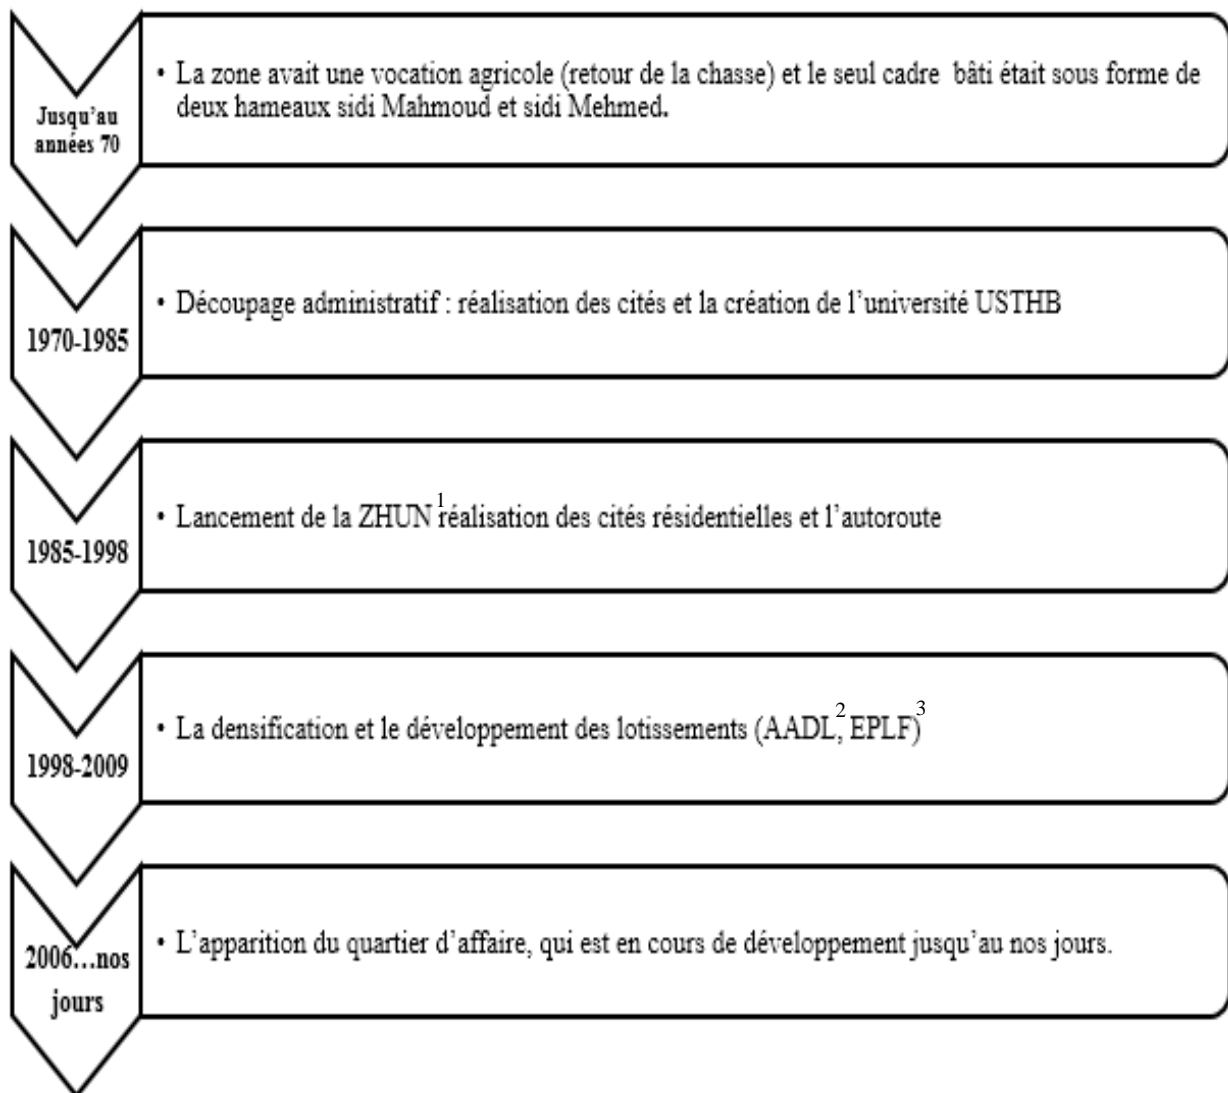 Jusqu'au
années 70
• La zone avait une vocation agricole (retour de la chasse) et le seul cadre bâti était sous forme de
deux hameaux sidi Mahmoud et sidi Mehmed.
1970-1985
• Découpage administratif : réalisation des cités et la création de l'université USTHB
1985-1998
• Lancement de la ZHUN 1 réalisation des cités résidentielles et l'autoroute
1998-2009
• La densification et le développement des lotissements (AADL 2, EPLF) 3
2006…nos
jours
• L'apparition du quartier d'affaire, qui est en cours de développement jusqu'au nos jours.